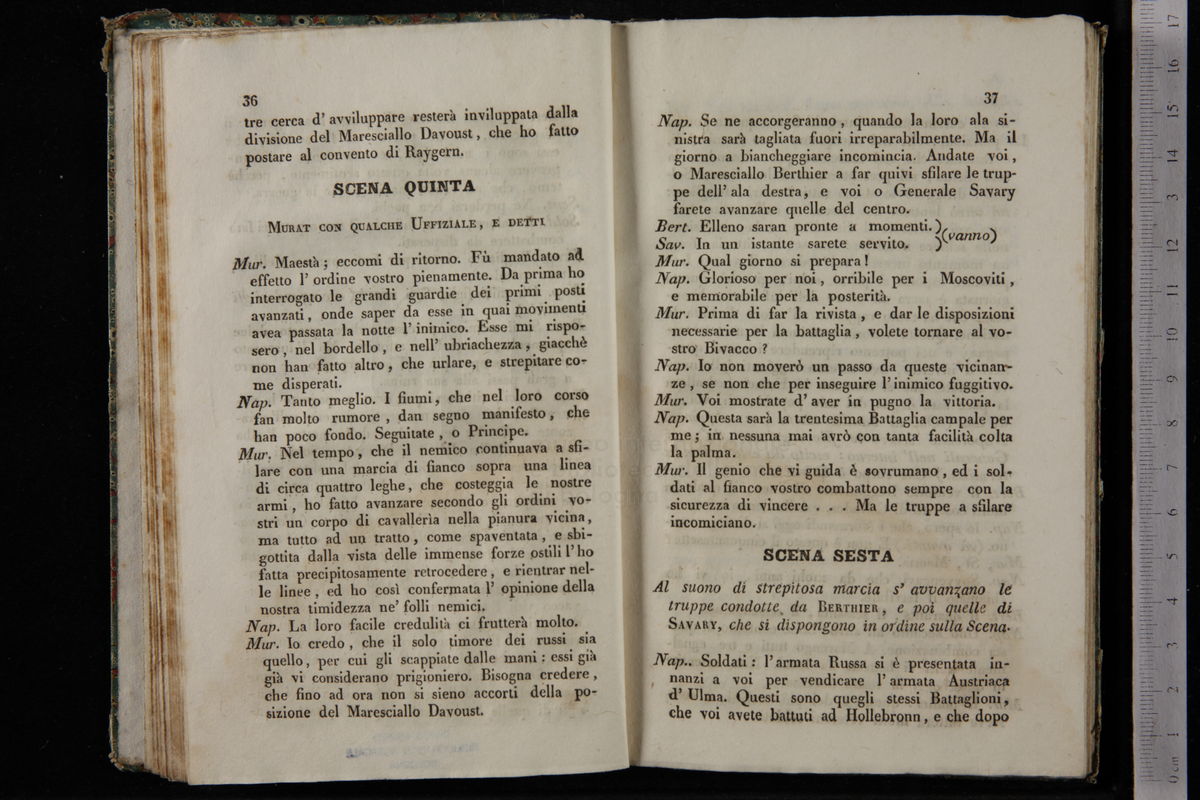 36
tre cerca d' avviluppare resterà inviluppata dalla
divisione del Maresciallo Davoust, che ho fatto
postare al convento di Raygern.
SCENA QUINTA
MURAT CON QUALCHE UFFIZIALE, E DETTI
Mur. Maestà; eccomi di ritorno. Fù mandato ad
effetto l' ordine vostro pienamente. Da prima ho
interrogato le grandi guardie dei primi posti
avanzati, onde saper da esse in quai movimenti
avea passata la notte l' inimico. Esse mi rispo-
sero, nel bordello, e nell' ubriachezza, giacchè
non han fatto altro, che urlare, e strepitare co-
me disperati.
Nap. Tanto meglio. I fiumi, che nel loro corso
fan molto rumore, dan segno manifesto, che
han poco fondo. Seguitate, o Principe.
Mur. Nel tempo, che il nemico continuava a sfi-
lare con una marcia di fianco sopra una linea
di circa quattro leghe, che costeggia le nostre
armi, ho fatto avanzare secondo gli ordini vo-
stri un corpo di cavallerìa nella pianura vicina,
ma tutto ad un tratto, come spaventata, e sbi-
gottita dalla vista delle immense forze ostili l' ho
fatta precipitosamente retrocedere, e rientrar nel-
le linee, ed ho così confermata l' opinione della
nostra timidezza ne' folli nemici.
Nap. La loro facile credulità ci frutterà molto.
Mur. Io credo, che il solo timore dei russi sia
quello, per cui gli scappiate dalle mani: essi già
già vi considerano prigioniero. Bisogna credere,
che fino ad ora non si sieno accorti della po-
sizione del Maresciallo Davoust.
37
Nap. Se ne accorgeranno, quando la loro ala si-
nistra sarà tagliata fuori irreparabilmente. Ma il
giorno a biancheggiare incomincia. Andate voi,
o Maresciallo Berthier a far quivi sfilare le trup-
pe dell' ala destra, e voi o Generale Savary
farete avanzare quelle del centro.
Bert. Elleno saran pronte a momenti. )
Sav. In un istante sarete servito. ) (vanno)
Mur. Qual giorno si prepara!
Nap. Glorioso per noi, orribile per i Moscoviti,
e memorabile per la posterità.
Mur. Prima di far la rivista, e dar le disposizioni
necessarie per la battaglia, volete tornare al vo-
stro Bivacco?
Nap. Io non moverò un passo da queste vicinan-
ze, se non che per inseguire l' inimico fuggitivo.
Mur. Voi mostrate d' aver in pugno la vittoria.
Nap. Questa sarà la trentesima Battaglia campale per
me; in nessuna mai avrò con tanta facilità colta
la palma.
Mur. Il genio che vi guida è sovrumano, ed i sol-
dati al fianco vostro combattono sempre con la
sicurezza di vincere . . . Ma le truppe a sfilare
incominciano.
SCENA SESTA
Al suono di strepitosa marcia s' avvanzano le
truppe condotte da BERTHIER, e poi quelle di
SAVARY, che si dispongono in ordine sulla Scena.
Nap.. Soldati: l' armata Russa si è presentata in-
nanzi a voi per vendicare l' armata Austriaca
d' Ulma. Questi sono quegli stessi Battaglioni,
che voi avete battuti ad Hollebronn, e che dopo
0 cm 1 2 3 4 5 6 7 8 9 10 11 12 13 14 15 16 17